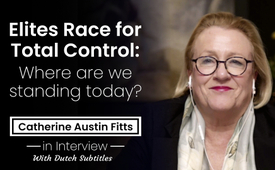 Elites Race for
Total Control:
Where are we
standing today?
Catherine Austin Fitts
in Interview
With Dutch Subtitles